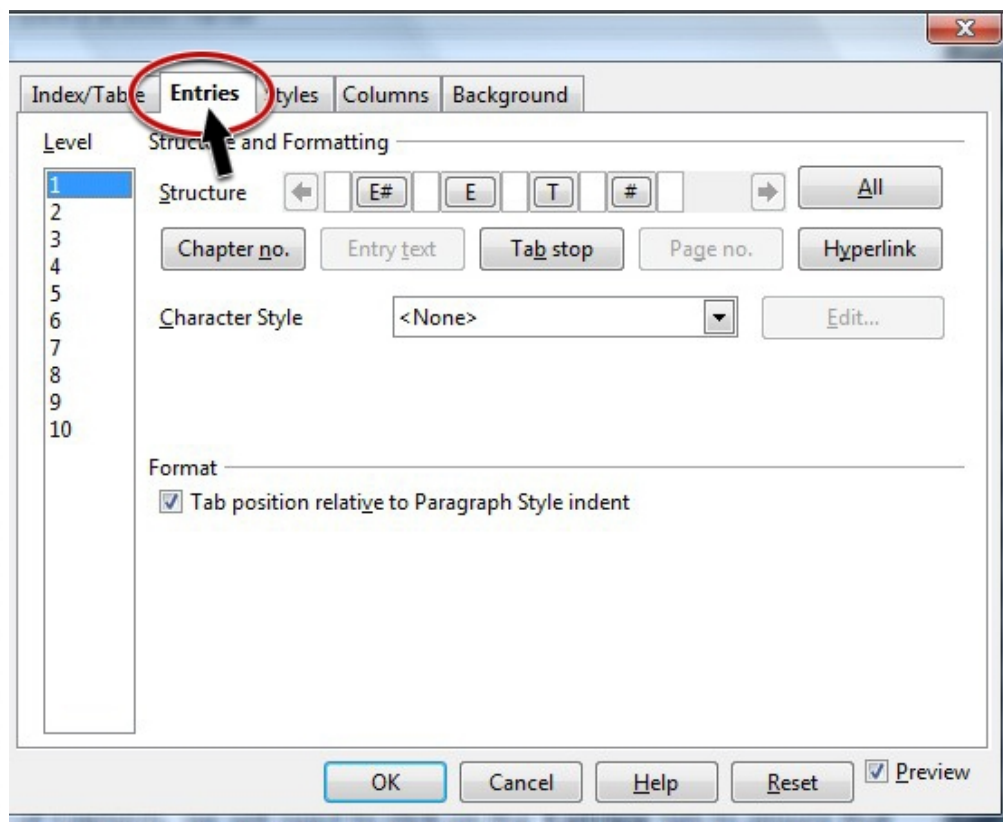 Index/Table Entries Styles Columns Background
Level Structure and Formatting
1 Structure E# E T # All
2
3 Chapter no. Entry text Tab stop Page no. Hyperlink
4
5
6 Character Style <None> Edit...
7
8
9
10
Format
Tab position relative to Paragraph Style indent
OK Cancel Help Reset Preview